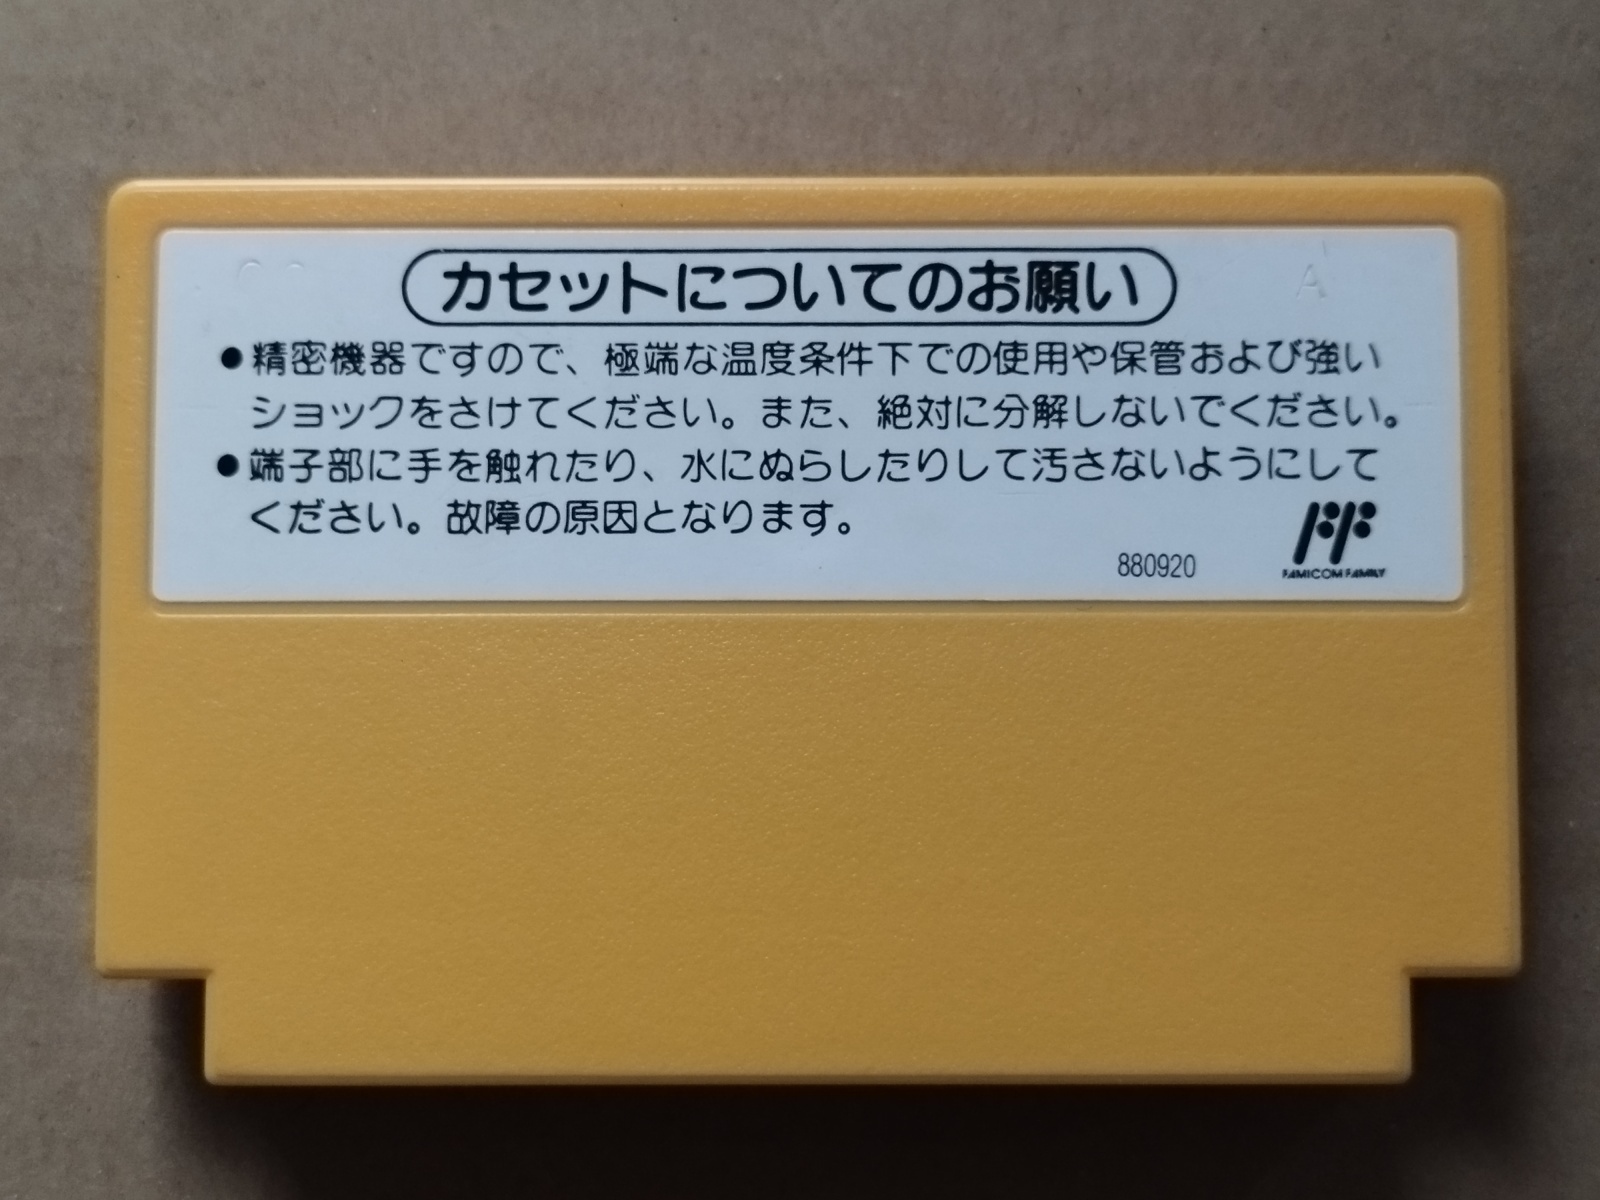 カセットについてのお願い
●精密機器ですので、極端な温度条件下での使用や保管および強い
ショックをさけてください。また、絶対に分解しないでください。
●端子部に手を触れたり、水にぬらしたりして汚さないようにして
ください。故障の原因となります。
880920
FF
FAMICOM FAMILY
A